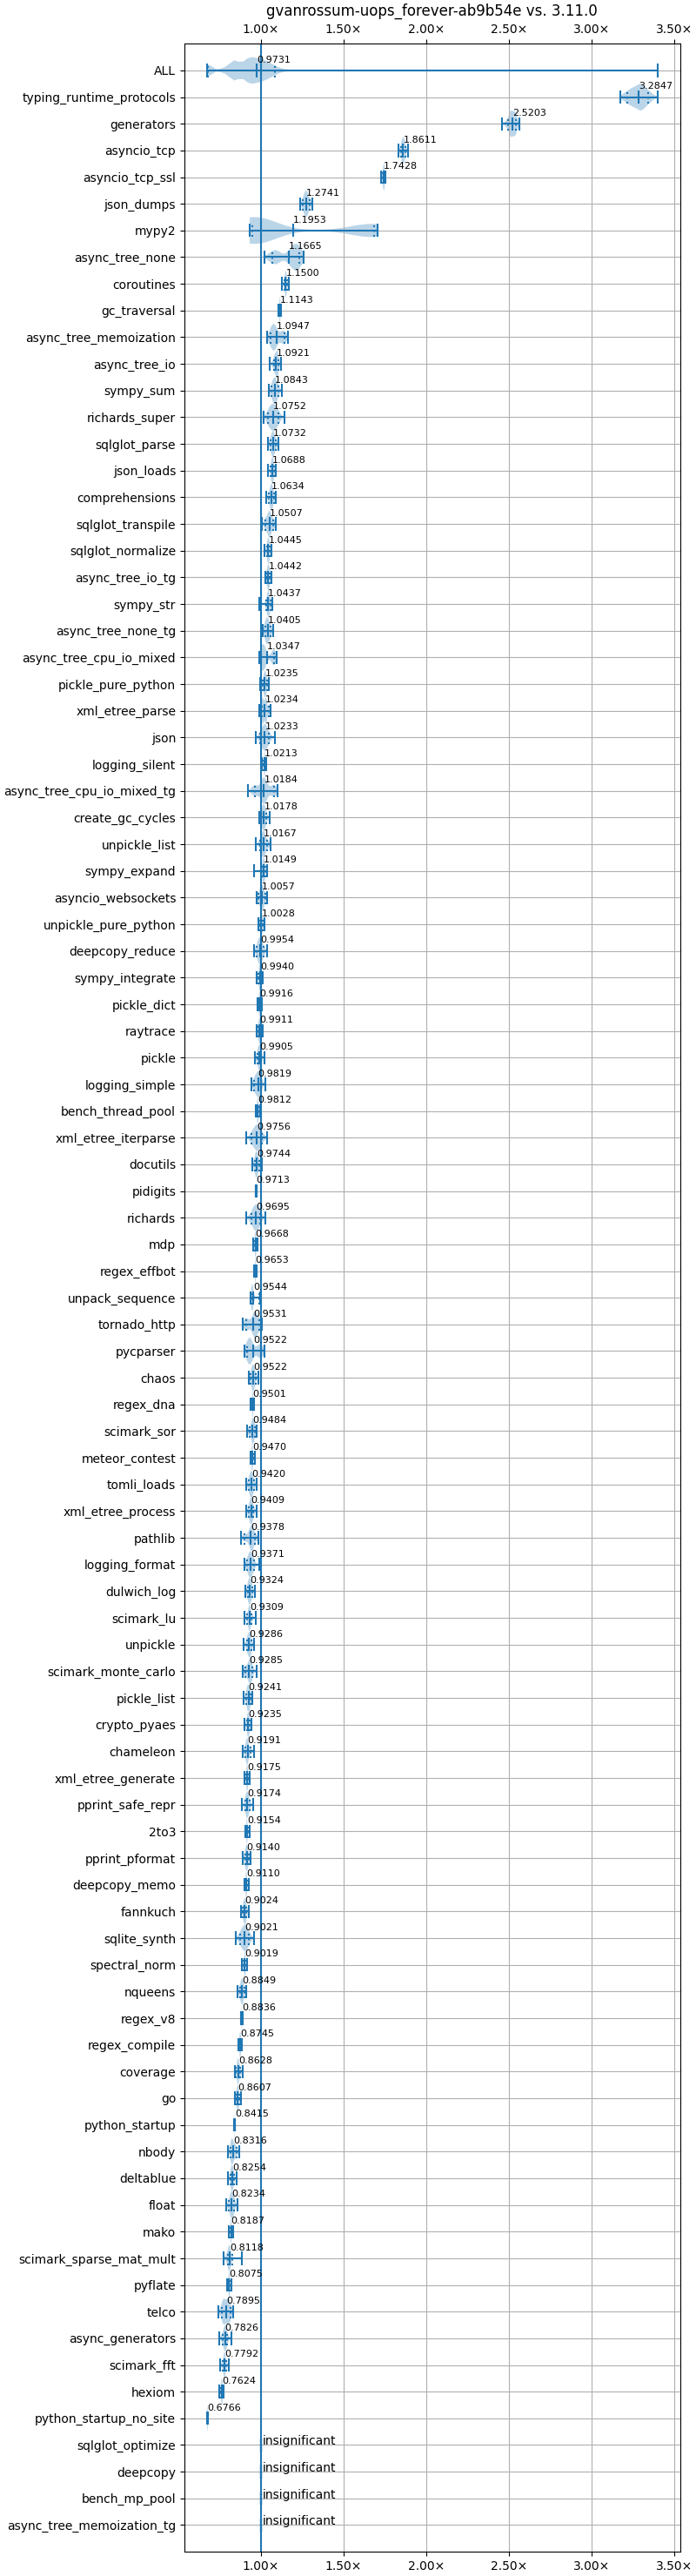 gvanrossum-uops_forever-ab9b54e vs. 3.11.0
1.00× 1.50× 2.00× 2.50× 3.00× 3.50×
ALL 0.9731
typing_runtime_protocols 3.2847
generators 2.5203
asyncio_tcp 1.8611
asyncio_tcp_ssl 1.7428
json_dumps 1.2741
mypy2 1.1953
async_tree_none 1.1665
coroutines 1.1500
gc_traversal 1.1143
async_tree_memoization 1.0947
async_tree_io 1.0921
sympy_sum 1.0843
richards_super 1.0752
sqlglot_parse 1.0732
json_loads 1.0688
comprehensions 1.0634
sqlglot_transpile 1.0507
sqlglot_normalize 1.0445
async_tree_io_tg 1.0442
sympy_str 1.0437
async_tree_none_tg 1.0405
async_tree_cpu_io_mixed 1.0347
pickle_pure_python 1.0235
xml_etree_parse 1.0234
json 1.0233
logging_silent 1.0213
async_tree_cpu_io_mixed_tg 1.0184
create_gc_cycles 1.0178
unpickle_list 1.0167
sympy_expand 1.0149
asyncio_websockets 1.0057
unpickle_pure_python 1.0028
deepcopy_reduce 0.9954
sympy_integrate 0.9940
pickle_dict 0.9916
raytrace 0.9911
pickle 0.9905
logging_simple 0.9819
bench_thread_pool 0.9812
xml_etree_iterparse 0.9756
docutils 0.9744
pidigits 0.9713
richards 0.9695
mdp 0.9668
regex_effbot 0.9653
unpack_sequence 0.9544
tornado_http 0.9531
pycparser 0.9522
chaos 0.9522
regex_dna 0.9501
scimark_sor 0.9484
meteor_contest 0.9470
tomli_loads 0.9420
xml_etree_process 0.9409
pathlib 0.9378
logging_format 0.9371
dulwich_log 0.9324
scimark_lu 0.9309
unpickle 0.9286
scimark_monte_carlo 0.9285
pickle_list 0.9241
crypto_pyaes 0.9235
chameleon 0.9191
xml_etree_generate 0.9175
pprint_safe_repr 0.9174
2to3 0.9154
pprint_pformat 0.9140
deepcopy_memo 0.9110
fannkuch 0.9024
sqlite_synth 0.9021
spectral_norm 0.9019
nqueens 0.8849
regex_v8 0.8836
regex_compile 0.8745
coverage 0.8628
go 0.8607
python_startup 0.8415
nbody 0.8316
deltablue 0.8254
float 0.8234
mako 0.8187
scimark_sparse_mat_mult 0.8118
pyflate 0.8075
telco 0.7895
async_generators 0.7826
scimark_fft 0.7792
hexiom 0.7624
python_startup_no_site 0.6766
sqlglot_optimize insignificant
deepcopy insignificant
bench_mp_pool insignificant
async_tree_memoization_tg insignificant
1.00× 1.50× 2.00× 2.50× 3.00× 3.50×